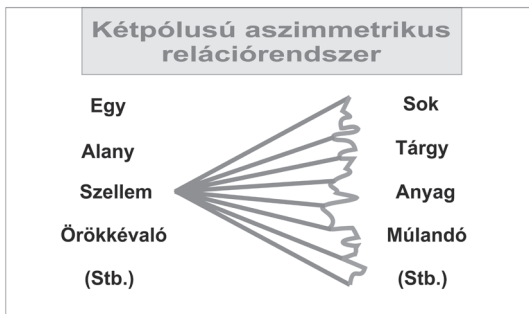 Kétpólusú aszimmetrikus
relációrendszer
Egy
Alany
Szellem
Örökkévaló
(Stb.)
Sok
Tárgy
Anyag
Múlandó
(Stb.)